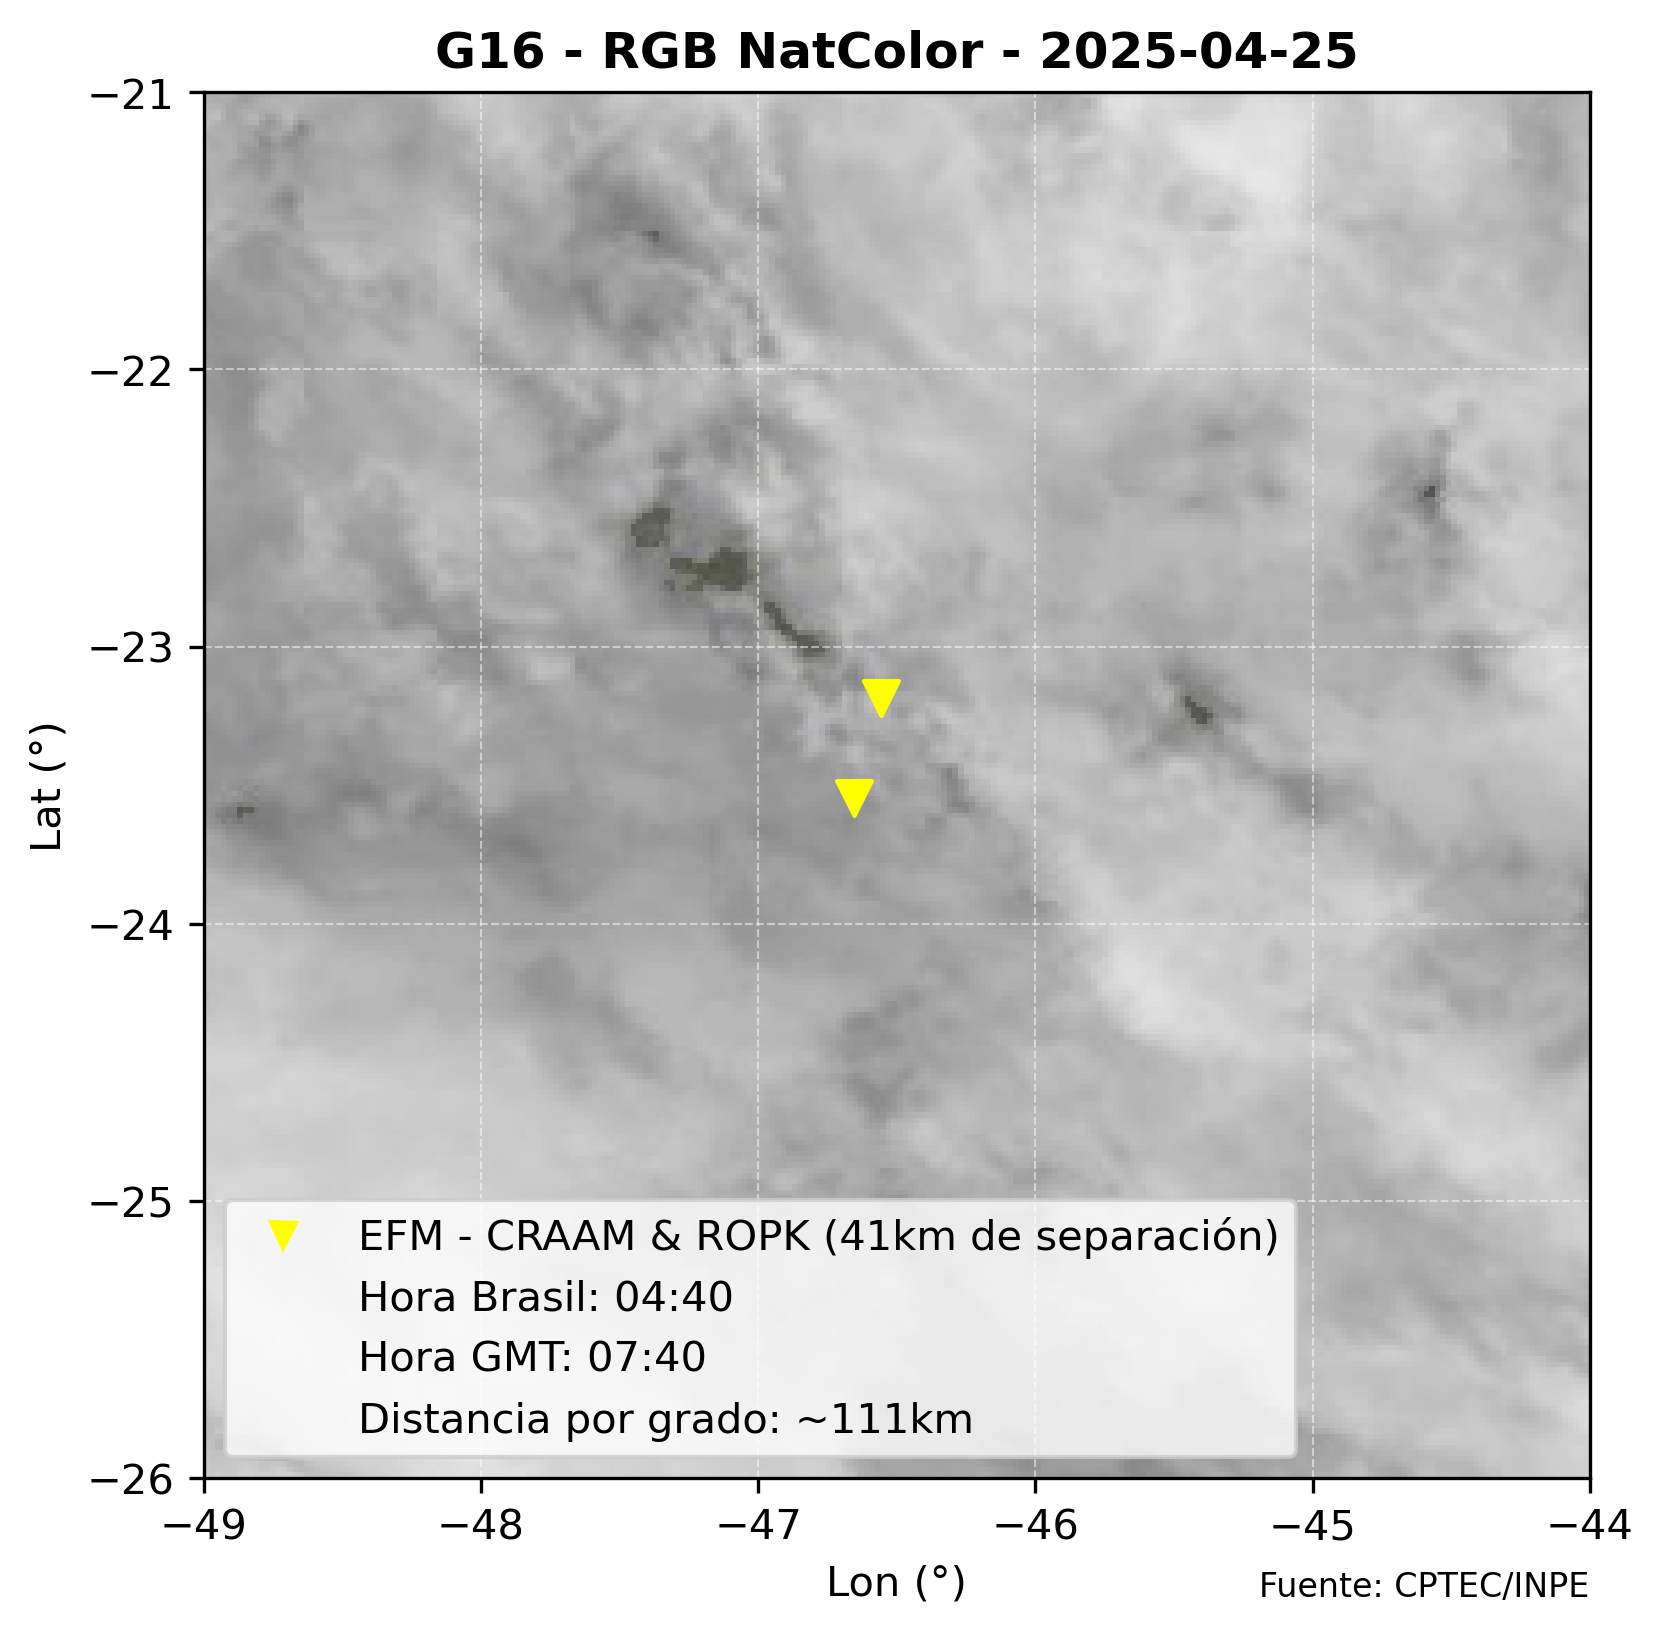 G16 - RGB NatColor - 2025-04-25
−21
−22
−23
−24
−25
−26
Lat (°)
EFM - CRAAM & ROPK (41km de separación)
Hora Brasil: 04:40
Hora GMT: 07:40
Distancia por grado: ~111km
−49
−48
−47
−46
−45
−44
Lon (°)
Fuente: CPTEC/INPE